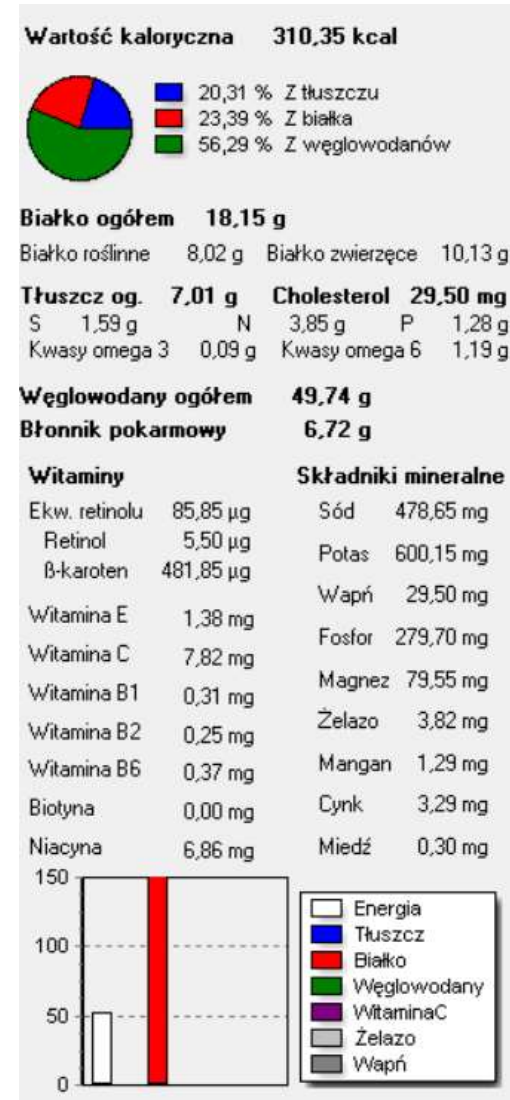 Wartość kaloryczna 310,35 kcal
20,31 % Z tłuszczu
23,39 % Z białka
56,29 % Z węglowodanów
Białko ogółem 18,15 g
Białko roślinne 8,02 g Białko zwierzęce 10,13 g
Tłuszcz og. 7,01 g Cholesterol 29,50 mg
S 1,59 g N 3,85 g P 1,28 g
Kwasy omega 3 0,09 g Kwasy omega 6 1,19 g
Węglowodany ogółem 49,74 g
Błonnik pokarmowy 6,72 g
Witaminy
Ekw. retinolu 85,85 µg
Retinol 5,50 µg
ß-karoten 481,85 µg
Witamina E 1,38 mg
Witamina C 7,82 mg
Witamina B1 0,31 mg
Witamina B2 0,25 mg
Witamina B6 0,37 mg
Biotyna 0,00 mg
Niacyna 6,86 mg
Składniki mineralne
Sód 478,65 mg
Potas 600,15 mg
Wapń 29,50 mg
Fosfor 279,70 mg
Magnez 79,55 mg
Żelazo 3,82 mg
Mangan 1,29 mg
Cynk 3,29 mg
Miedź 0,30 mg
150
100
50
0
Energia
Tłuszcz
Białko
Węglowodany
WitaminaC
Żelazo
Wapń